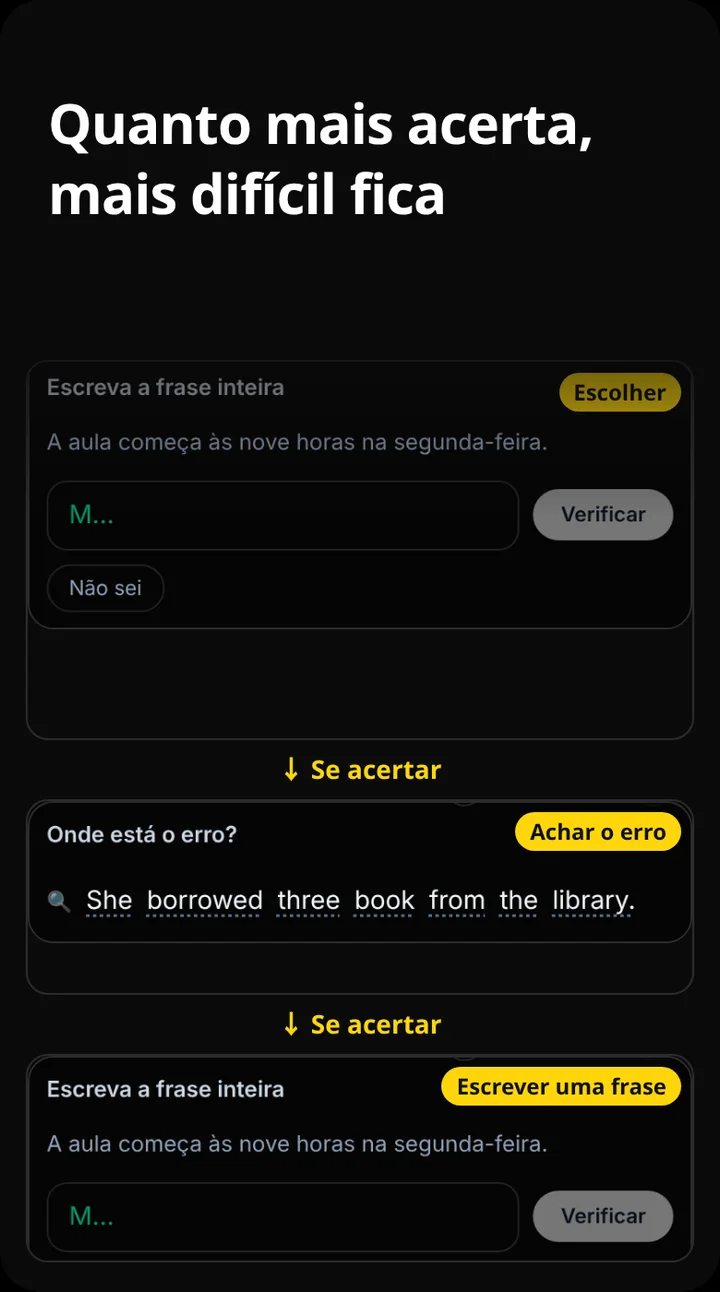 Quanto mais acerta,
mais difícil fica
Escreva a frase inteira
Escolher
A aula começa às nove horas na segunda-feira.
M...
Verificar
Não sei
↓ Se acertar
Onde está o erro?
Achar o erro
She borrowed three book from the library.
↓ Se acertar
Escreva a frase inteira
Escrever uma frase
A aula começa às nove horas na segunda-feira.
M...
Verificar